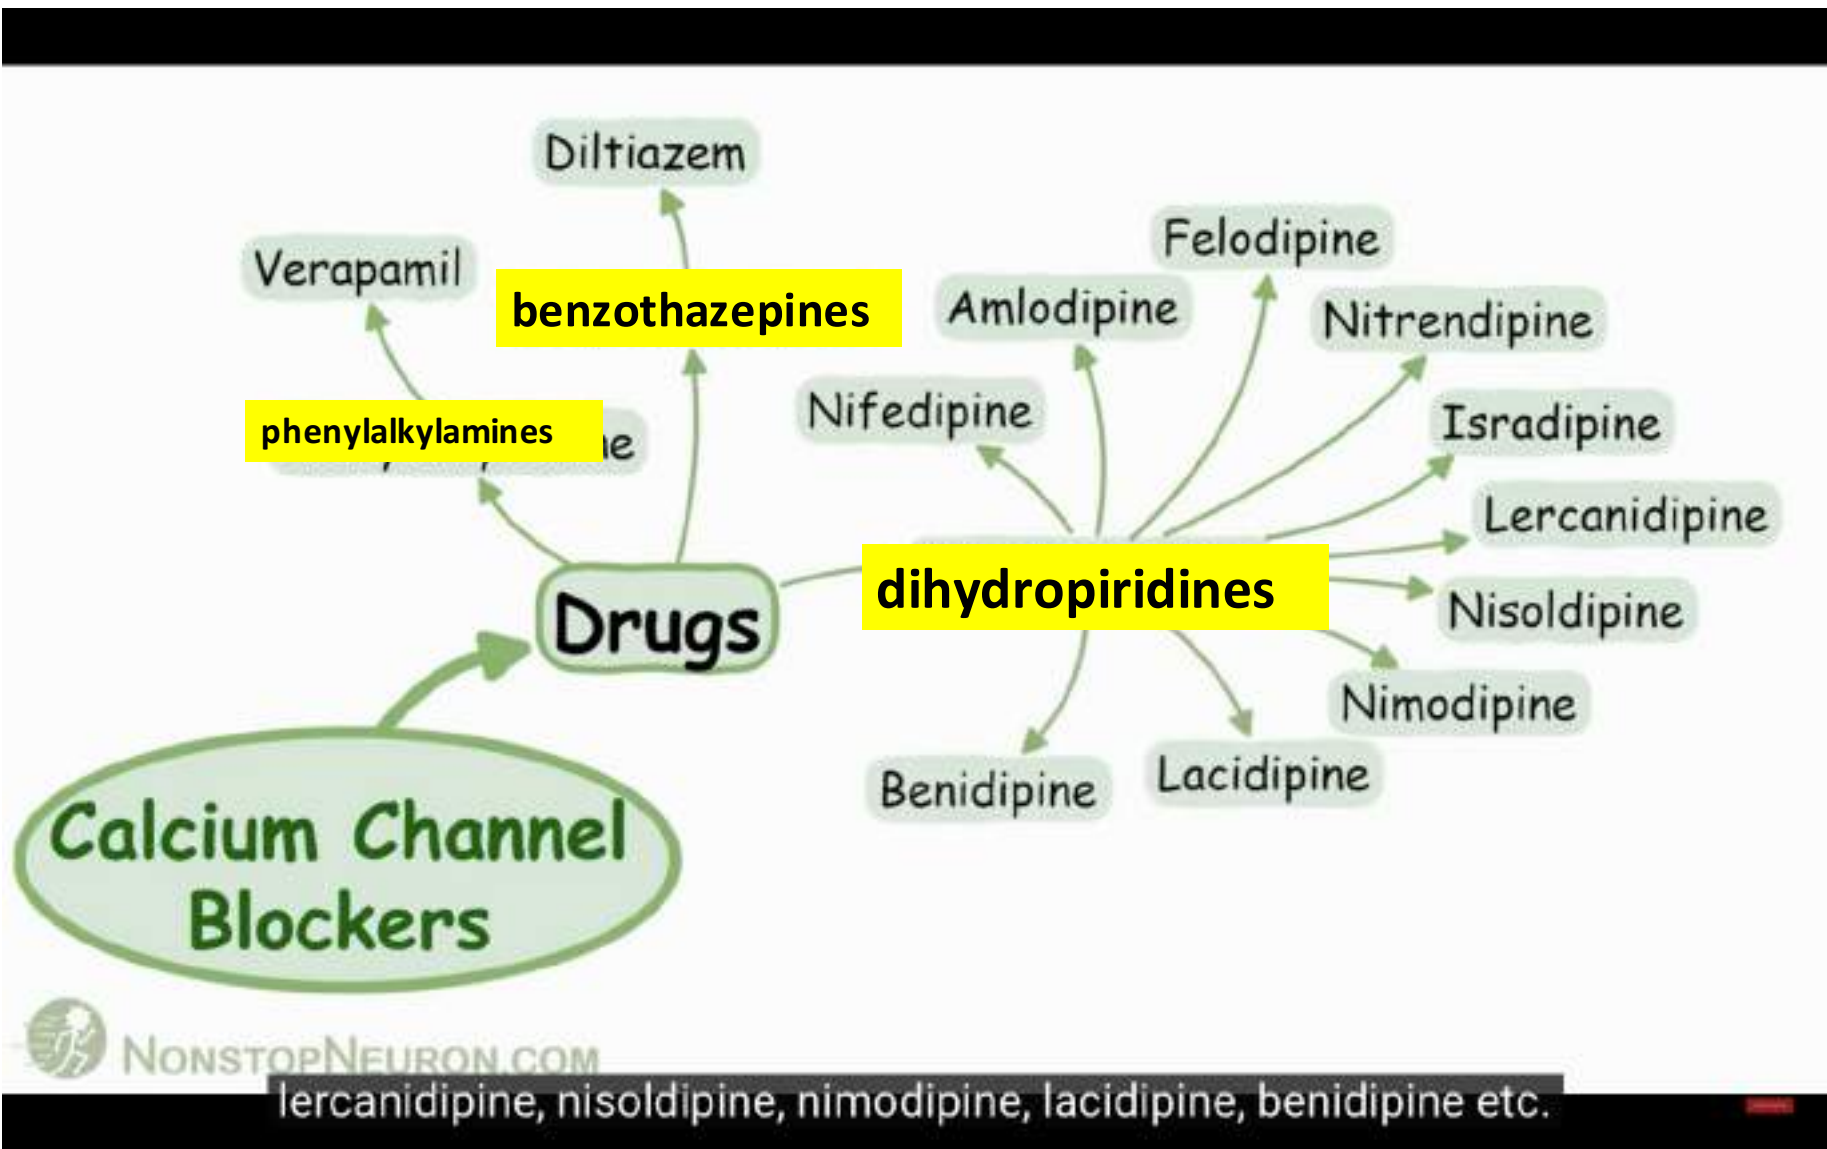 Diltiazem
Verapamil
benzothazepines
phenylalkylamines
Felodipine
Amlodipine
Nitrendipine
Nifedipine
Isradipine
Lercanidipine
dihydropiridines
Nisoldipine
Drugs
Nimodipine
Benidipine
Lacidipine
Calcium Channel
Blockers
NONSTOPNEURON.COM
lercanidipine, nisoldipine, nimodipine, lacidipine, benidipine etc.